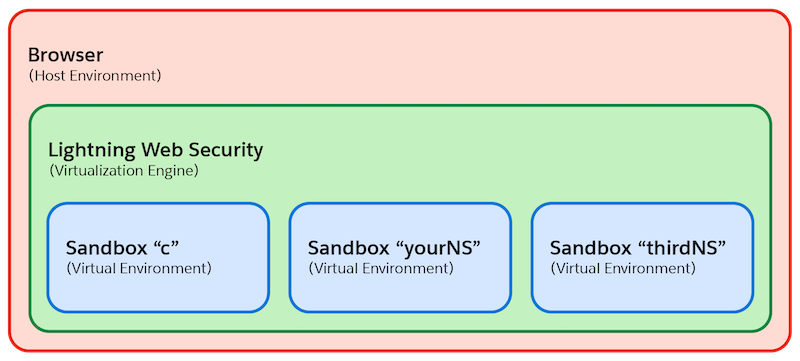 Browser
(Host Environment)
Lightning Web Security
(Virtualization Engine)
Sandbox “c”
(Virtual Environment)
Sandbox “yourNS”
(Virtual Environment)
Sandbox “thirdNS”
(Virtual Environment)